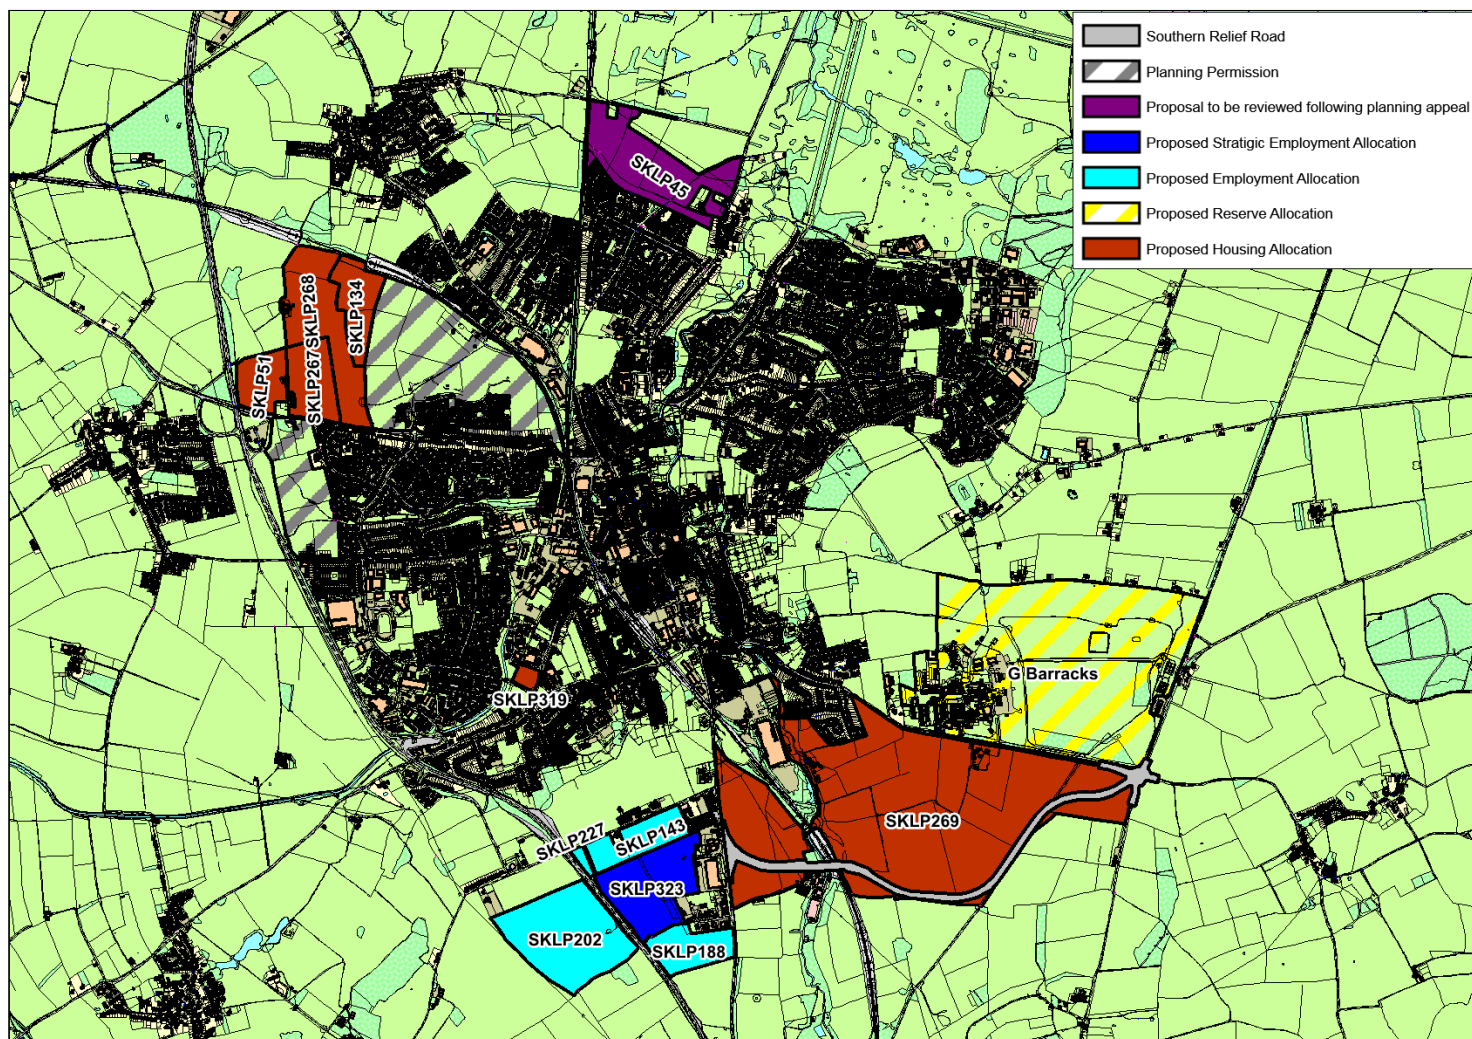 Southern Relief Road
Planning Permission
Proposal to be reviewed following planning appeal
Proposed Stratigic Employment Allocation
Proposed Employment Allocation
Proposed Reserve Allocation
Proposed Housing Allocation
SKLP45
SKLP268
SKLP134
SKLP267
SKLP51
G Barracks
SKLP319
SKLP269
SKLP227
SKLP143
SKLP323
SKLP202
SKLP188